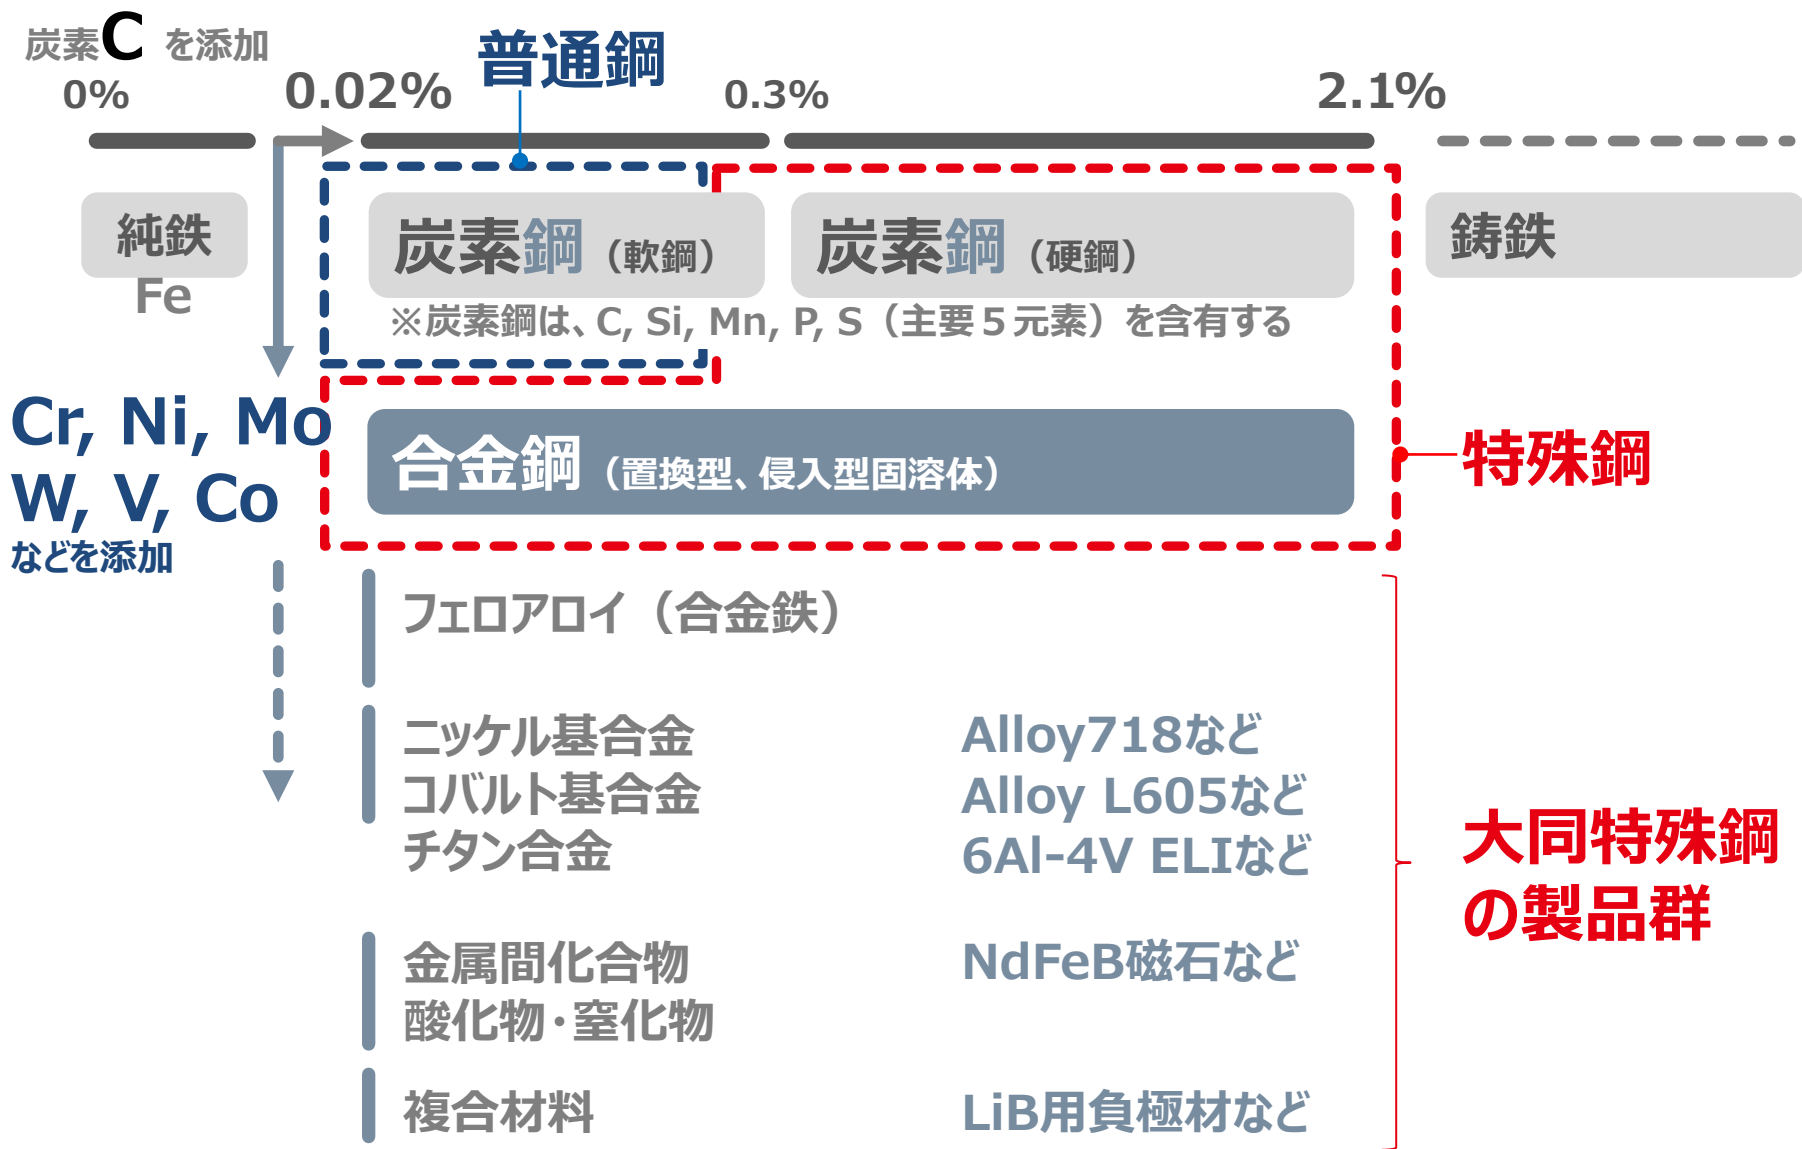 炭素C を添加
普通鋼
0%
0.02%
0.3%
2.1%
純鉄
Fe
炭素鋼（軟鋼）
炭素鋼（硬鋼）
鋳鉄
※炭素鋼は、C, Si, Mn, P, S（主要５元素）を含有する
Cr, Ni, Mo
W, V, Co
などを添加
合金鋼（置換型、侵入型固溶体）
特殊鋼
フェロアロイ（合金鉄）
ニッケル基合金
Alloy718など
コバルト基合金
Alloy L605など
チタン合金
6Al-4V ELIなど
大同特殊鋼
の製品群
金属間化合物
NdFeB磁石など
酸化物・窒化物
複合材料
LiB用負極材など